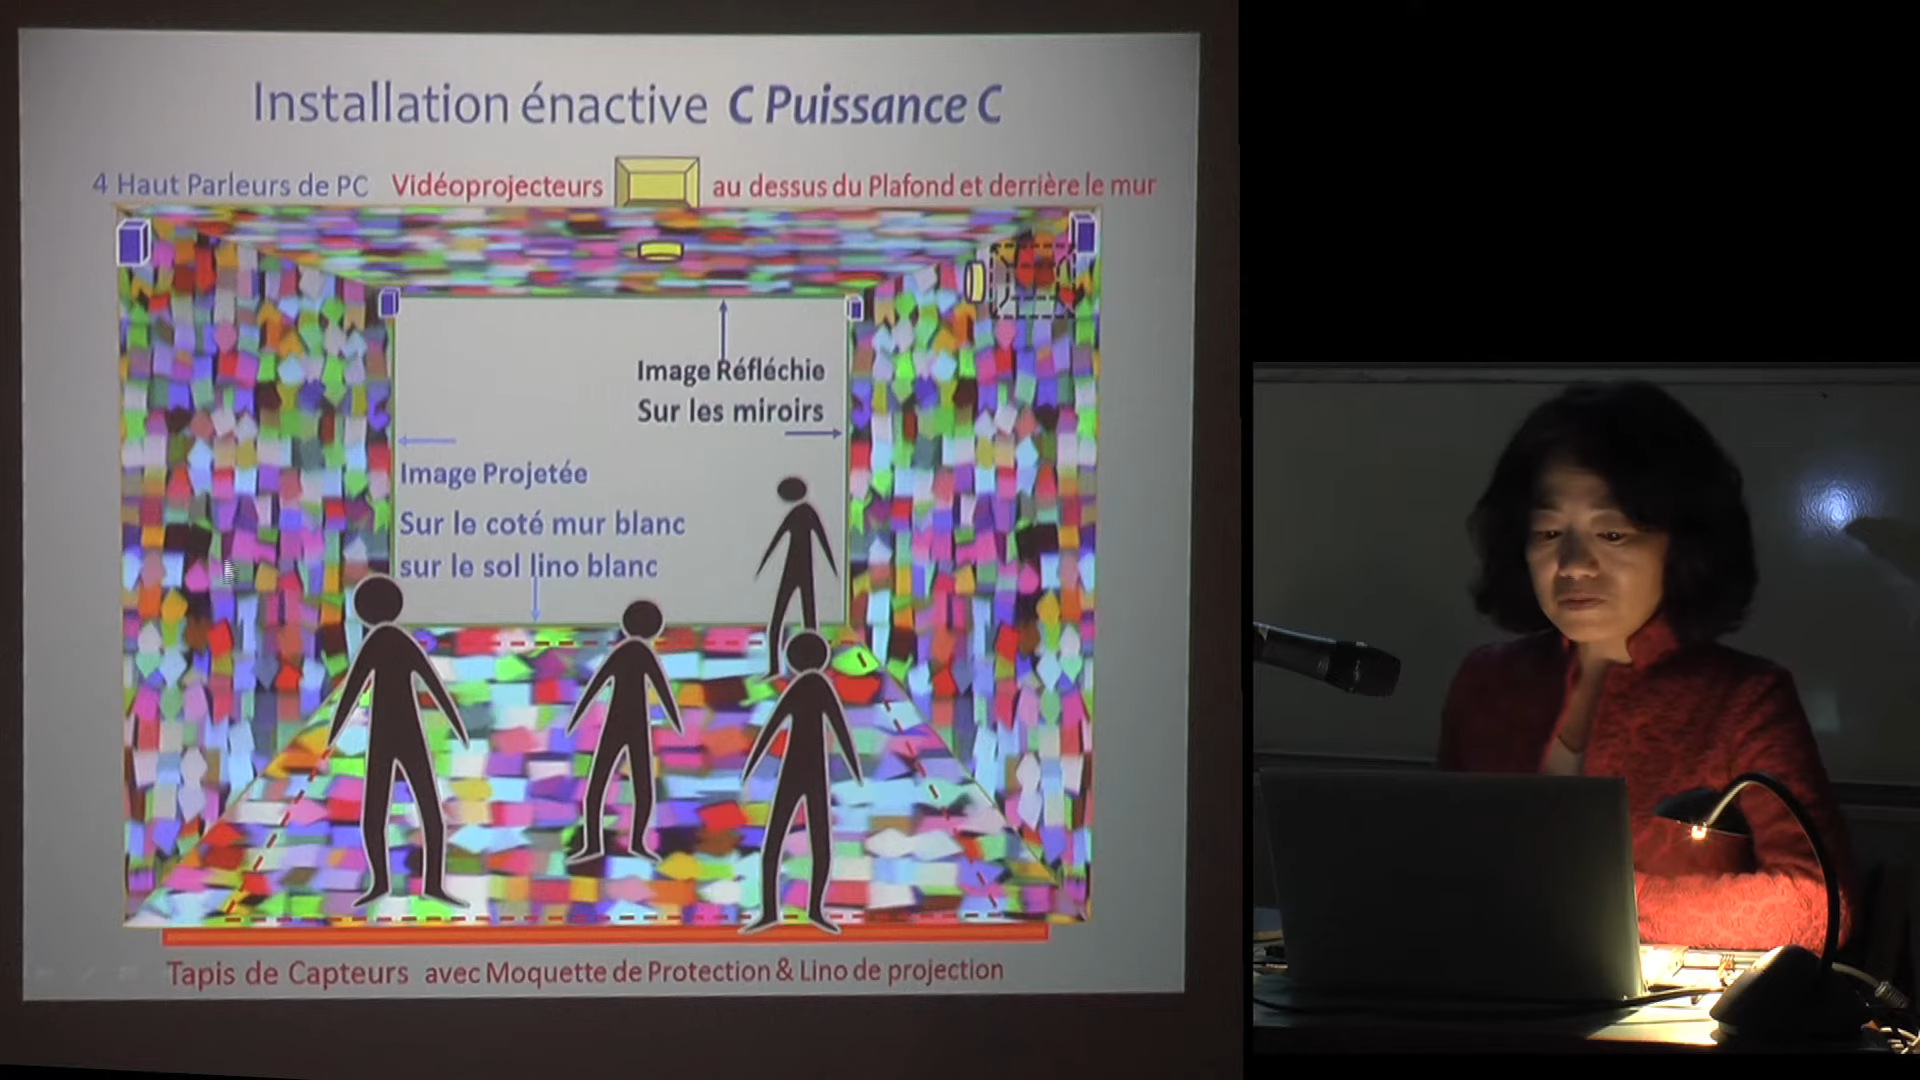 Installation énactive C Puissance C
4 Haut Parleurs de PC Vidéoprojecteurs au dessus du Plafond et derrière le mur
Image Réfléchie
Sur les miroirs
Image Projetée
Sur le coté mur blanc
sur le sol lino blanc
Tapis de Capteurs avec Moquette de Protection & Lino de projection